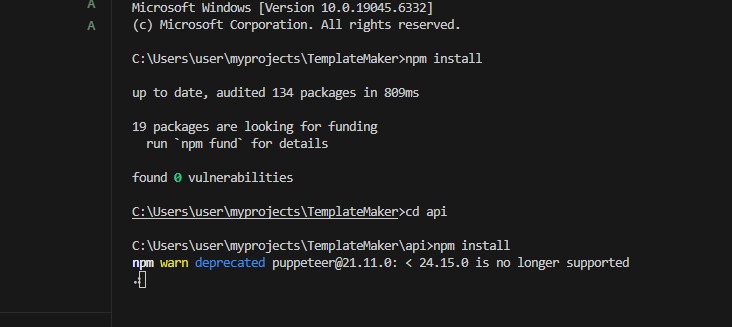 A
Microsoft Windows [Version 10.0.19045.6332]
A
(c) Microsoft Corporation. All rights reserved.
C:\Users\user\myprojects\TemplateMaker>npm install
up to date, audited 134 packages in 809ms
19 packages are looking for funding
run `npm fund` for details
found 0 vulnerabilities
C:\Users\user\myprojects\TemplateMaker>cd api
C:\Users\user\myprojects\TemplateMaker\api>npm install
npm warn deprecated puppeteer@21.11.0: < 24.15.0 is no longer supported